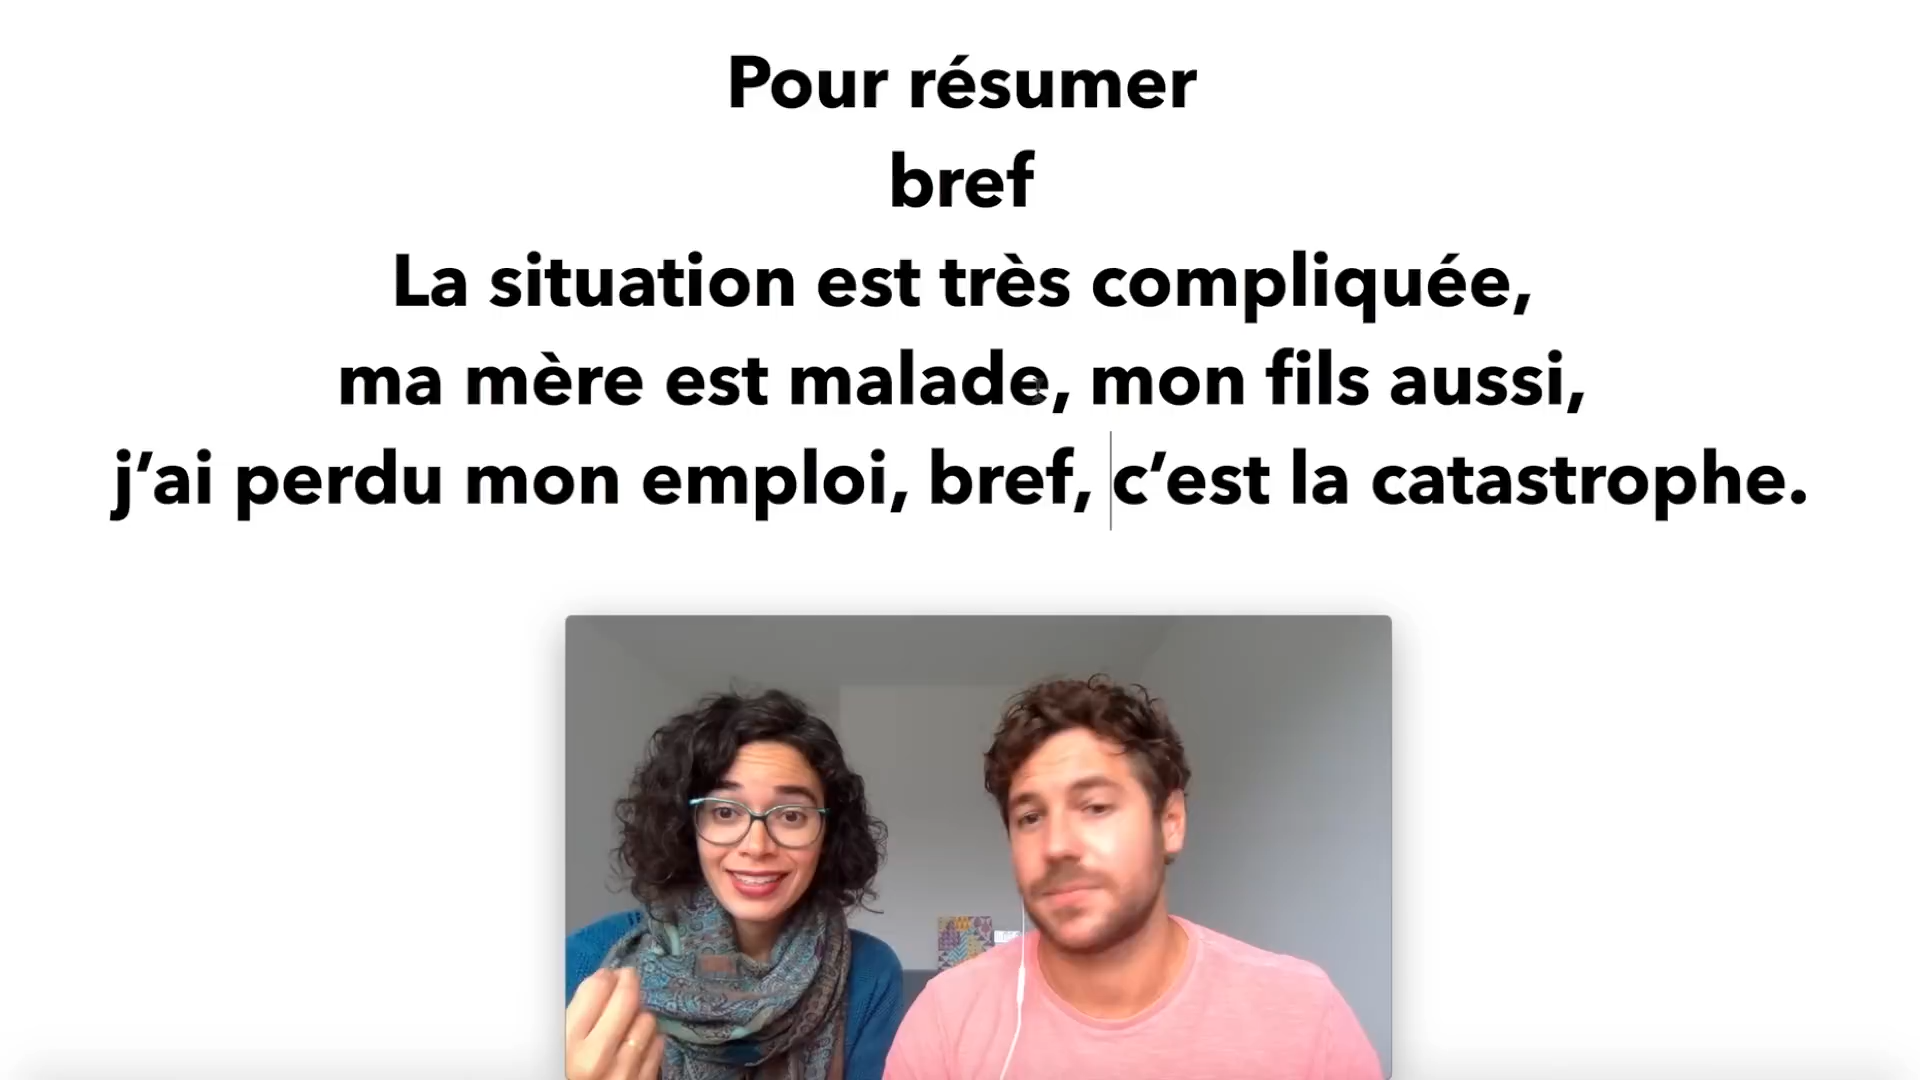 Pour résumer
bref
La situation est très compliquée,
ma mère est malade, mon fils aussi,
j’ai perdu mon emploi, bref, c’est la catastrophe.